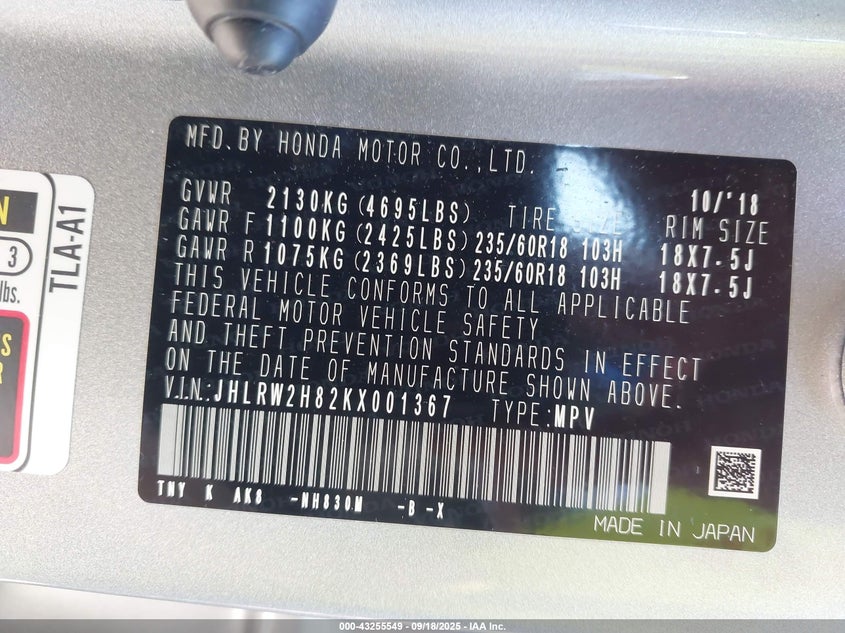 MFD.BY HONDA MOTOR CO.,LTD.
10/'18
GVWR 2130KG (4695LBS) TIRE SIZE RIM SIZE
GAWR F 1100KG (2425LBS) 235/60R18 103H 18X7.5J
GAWR R 1075KG (2369LBS) 235/60R18 103H 18X7.5J
THIS VEHICLE CONFORMS TO ALL APPLICABLE
FEDERAL MOTOR VEHICLE SAFETY
AND THEFT PREVENTION STANDARDS IN EFFECT
ON THE DATE OF MANUFACTURE SHOWN ABOVE.
VIN:JHLRW2H82KX001367 TYPE:MPV
TNY K AK8 -NH830M -B -X
MADE IN JAPAN
TLA-A1
N
3
lbs.
S
R
000-43255549 - 09/18/2025 - IAA Inc.